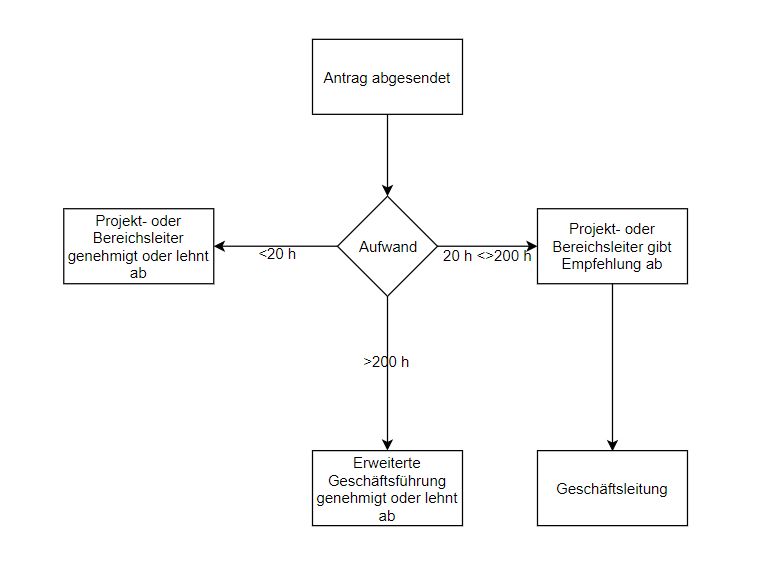 Antrag abgesendet
Projekt- oder
Bereichsleiter
genehmigt oder lehnt
ab
<20 h
Aufwand
20 h <>200 h
Projekt- oder
Bereichsleiter gibt
Empfehlung ab
>200 h
Erweiterte
Geschäftsführung
genehmigt oder lehnt
ab
Geschäftsleitung